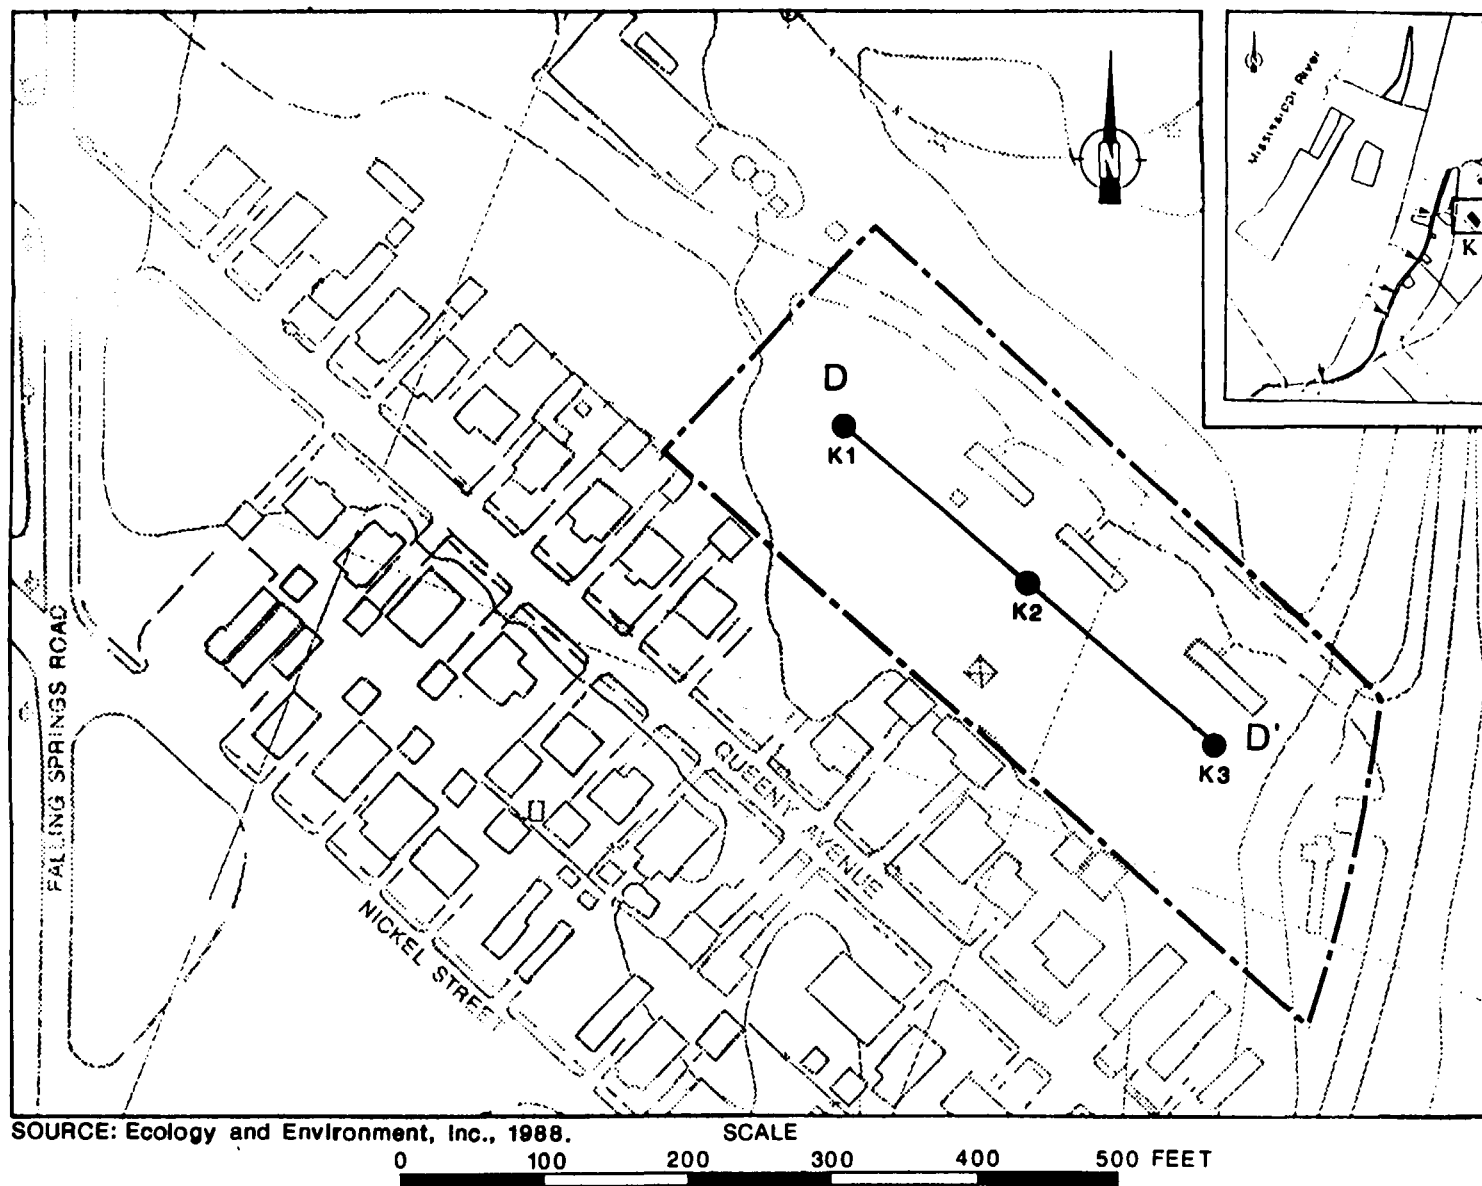 N
Mississippi River
K
D
K1
K2
D'
K3
FALLING SPRINGS ROAD
QUEENY AVENUE
NICKEL STREET
SOURCE: Ecology and Environment, Inc., 1988.
SCALE
0 100 200 300 400 500 FEET